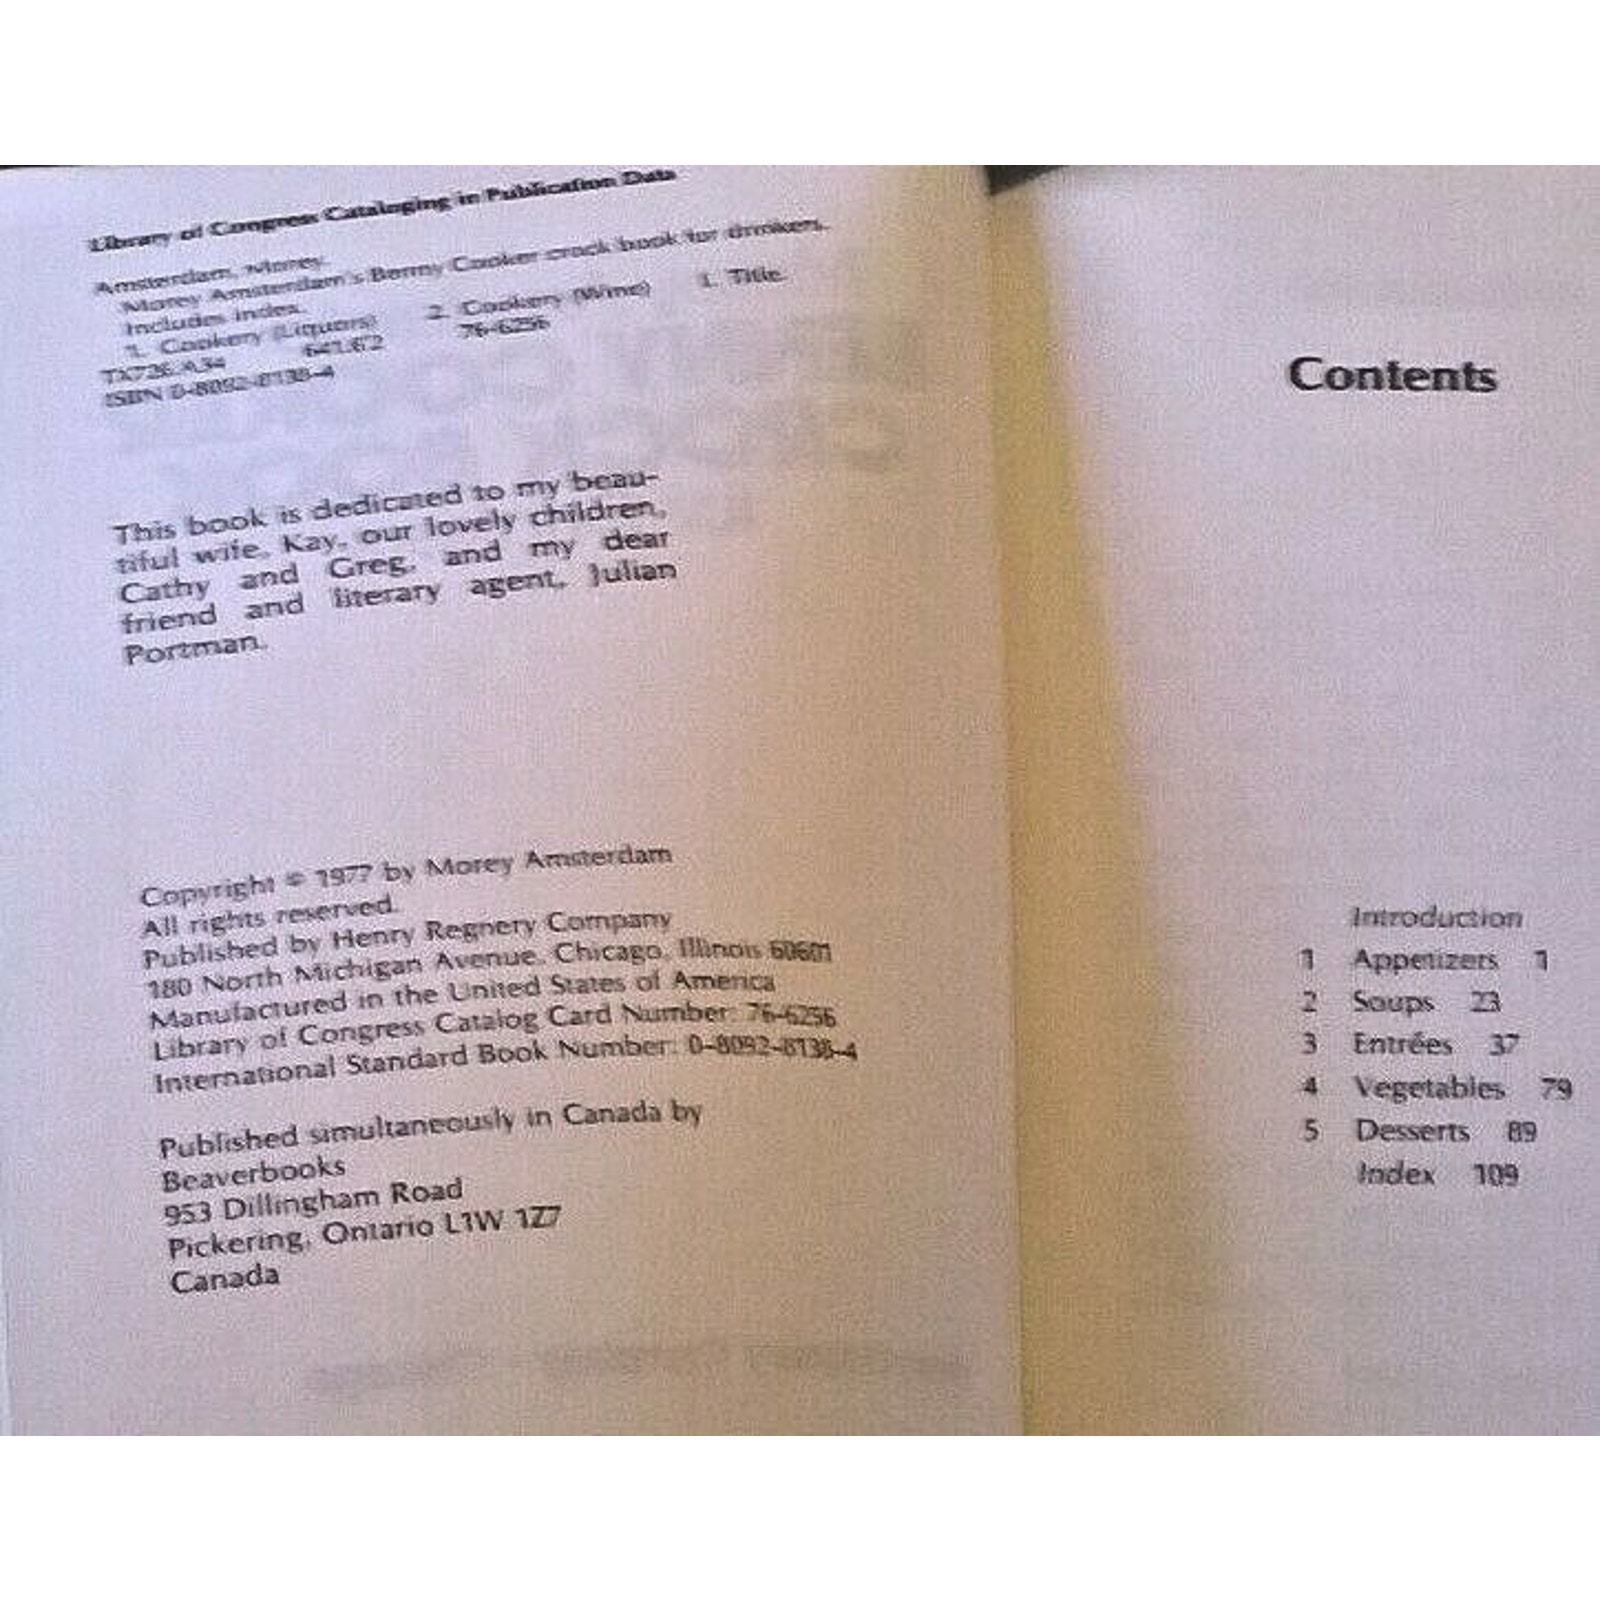 Library of Congress Cataloging in Publication Data
Amsterdam, Morey.
Morey Amsterdam's Benny Cooker crock book for drinkers.
Includes index.
1. Cookery (Liquors) 2. Cookery (Wine) 1. Title.
TX726.A34 641.6'2 76-6256
ISBN 0-8092-8138-4
This book is dedicated to my beau-
tiful wife, Kay, our lovely children,
Cathy and Greg, and my dear
friend and literary agent, Julian
Portman.
Copyright © 1977 by Morey Amsterdam
All rights reserved.
Published by Henry Regnery Company
180 North Michigan Avenue, Chicago, Illinois 60601
Manufactured in the United States of America
Library of Congress Catalog Card Number: 76-6256
International Standard Book Number: 0-8092-8138-4
Published simultaneously in Canada by
Beaverbooks
953 Dillingham Road
Pickering, Ontario L1W 1Z7
Canada
Contents
Introduction
1 Appetizers 1
2 Soups 23
3 Entrées 37
4 Vegetables 79
5 Desserts 89
Index 109